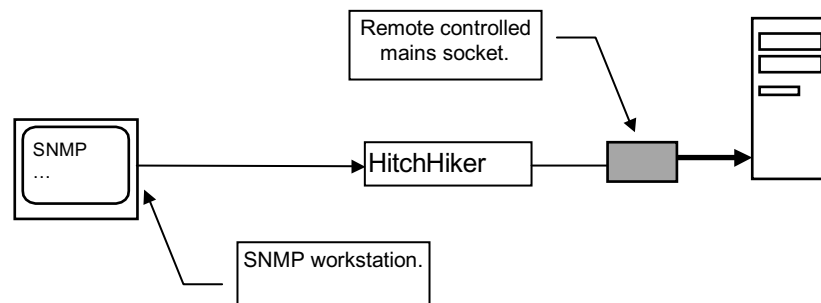 Remote controlled
mains socket.
SNMP
…
HitchHiker
SNMP workstation.